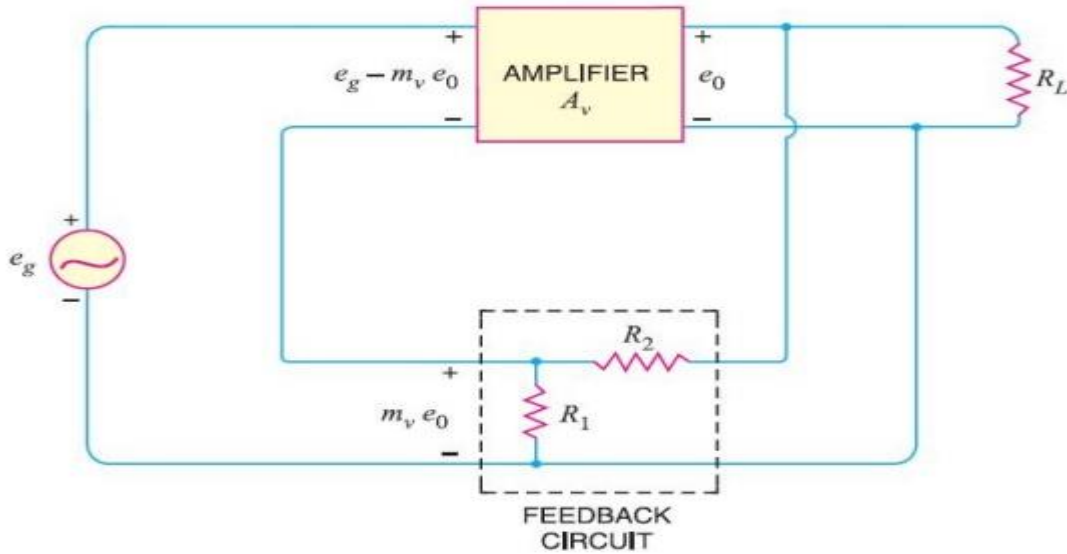 +
+
e_g − m_v e_0
AMPLIFIER
A_v
e_0
R_L
−
−
+
e_g
−
R_2
+
m_v e_0
R_1
−
FEEDBACK
CIRCUIT